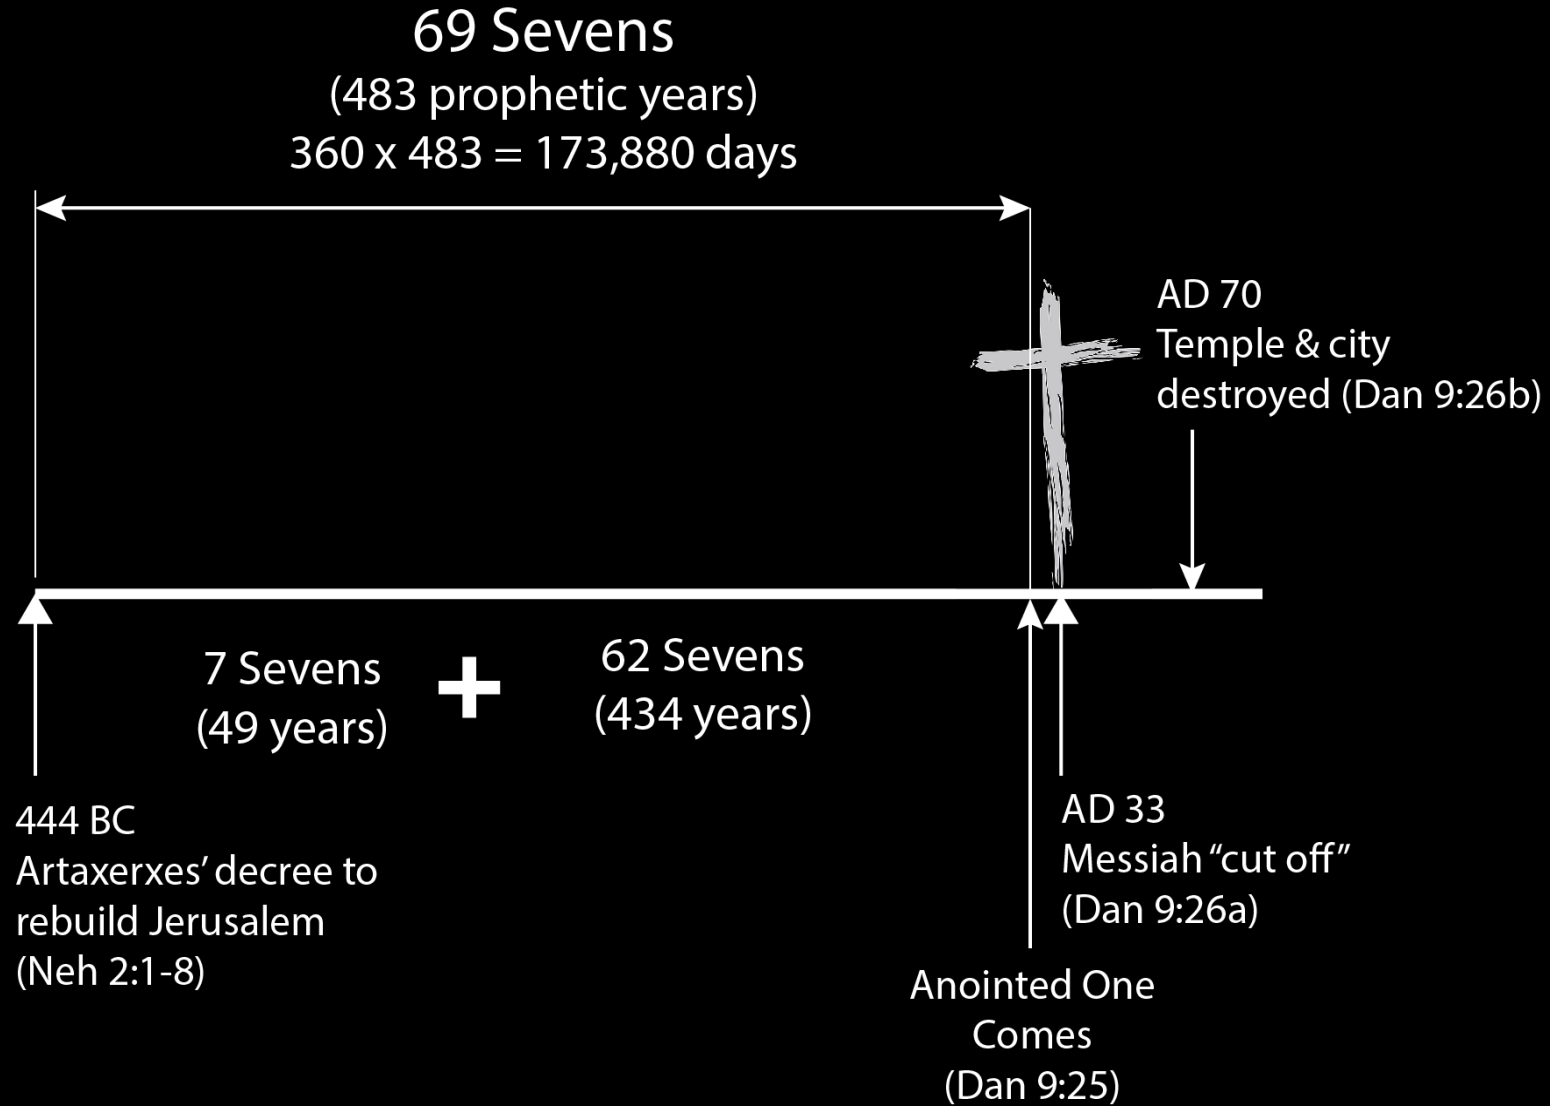 69 Sevens
(483 prophetic years)
360 x 483 = 173,880 days
AD 70
Temple & city
destroyed (Dan 9:26b)
7 Sevens
(49 years)
+
62 Sevens
(434 years)
444 BC
Artaxerxes’ decree to
rebuild Jerusalem
(Neh 2:1-8)
AD 33
Messiah “cut off”
(Dan 9:26a)
Anointed One
Comes
(Dan 9:25)